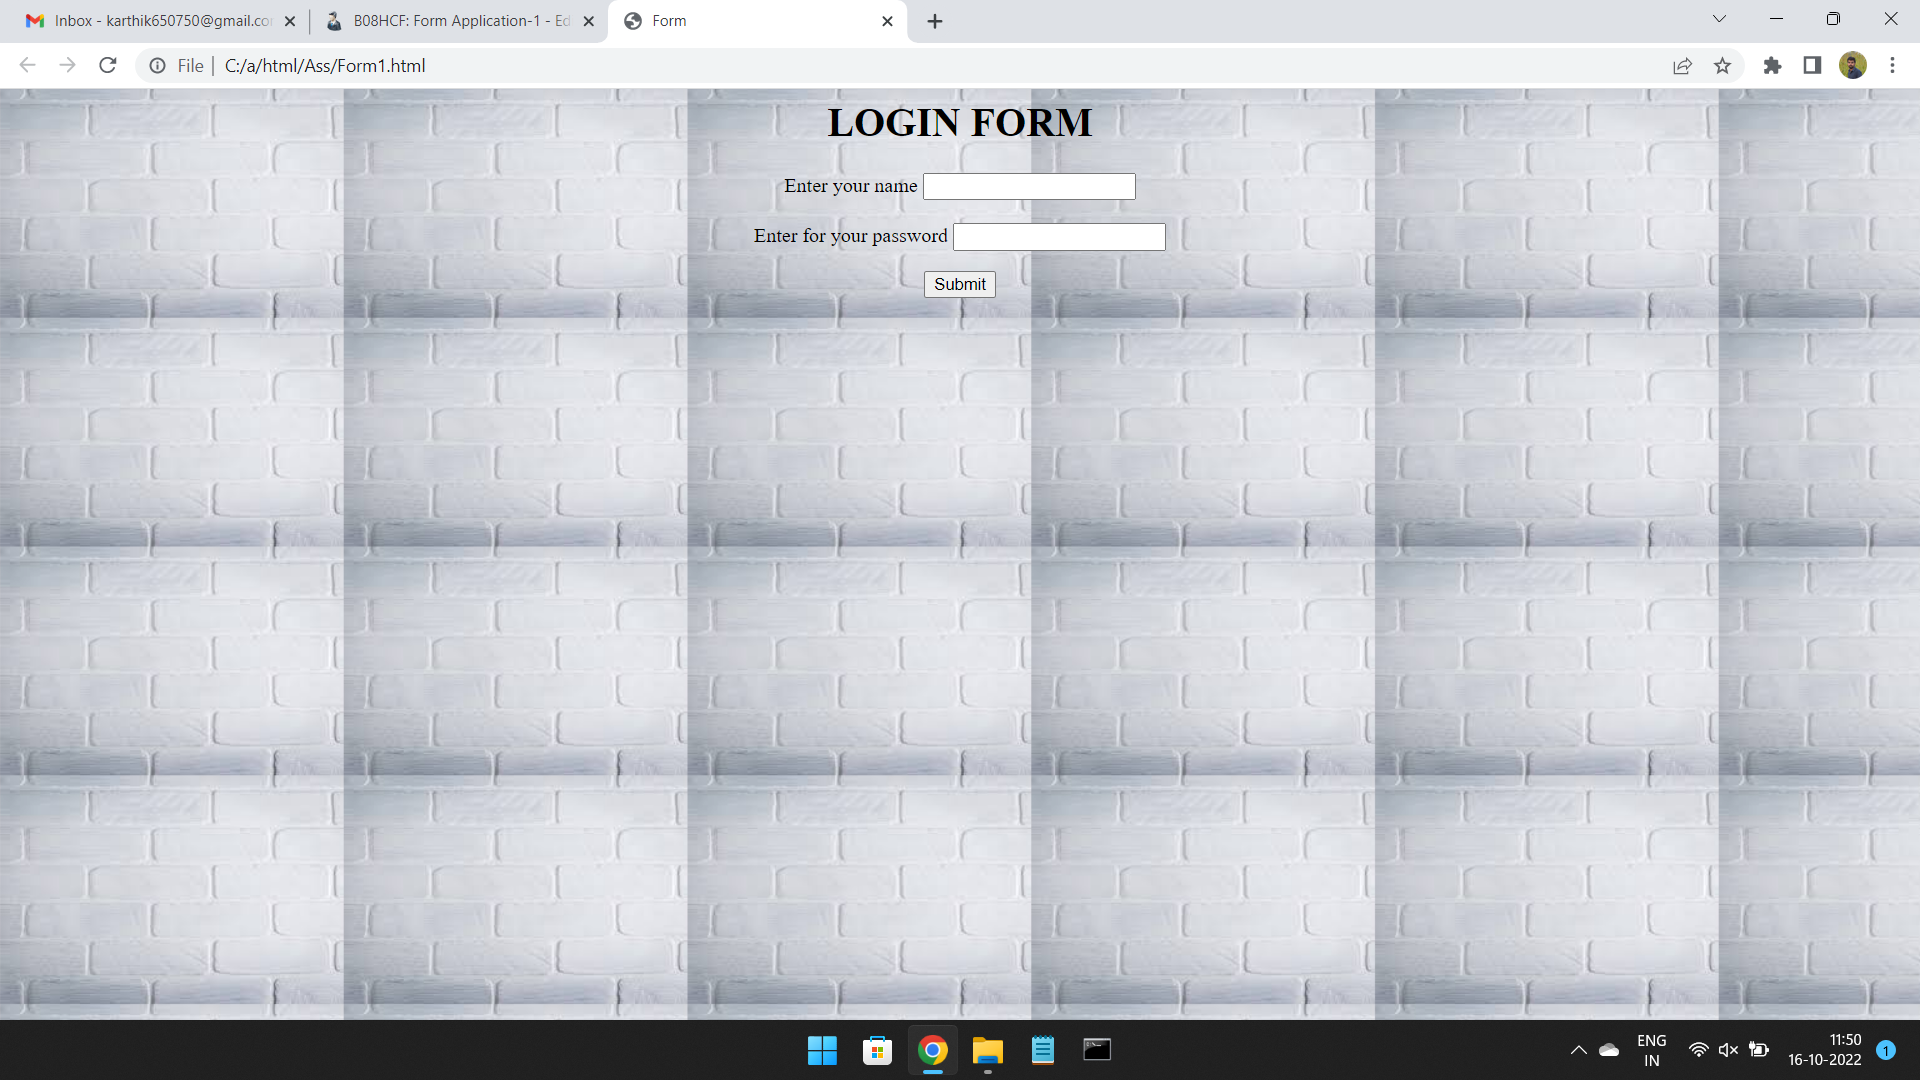 Inbox - karthik650750@gmail.co
B08HCF: Form Application-1 - Ed
Form
File
C:/a/html/Ass/Form1.html
LOGIN FORM
Enter your name
Enter for your password
Submit
ENG
IN
11:50
16-10-2022
1